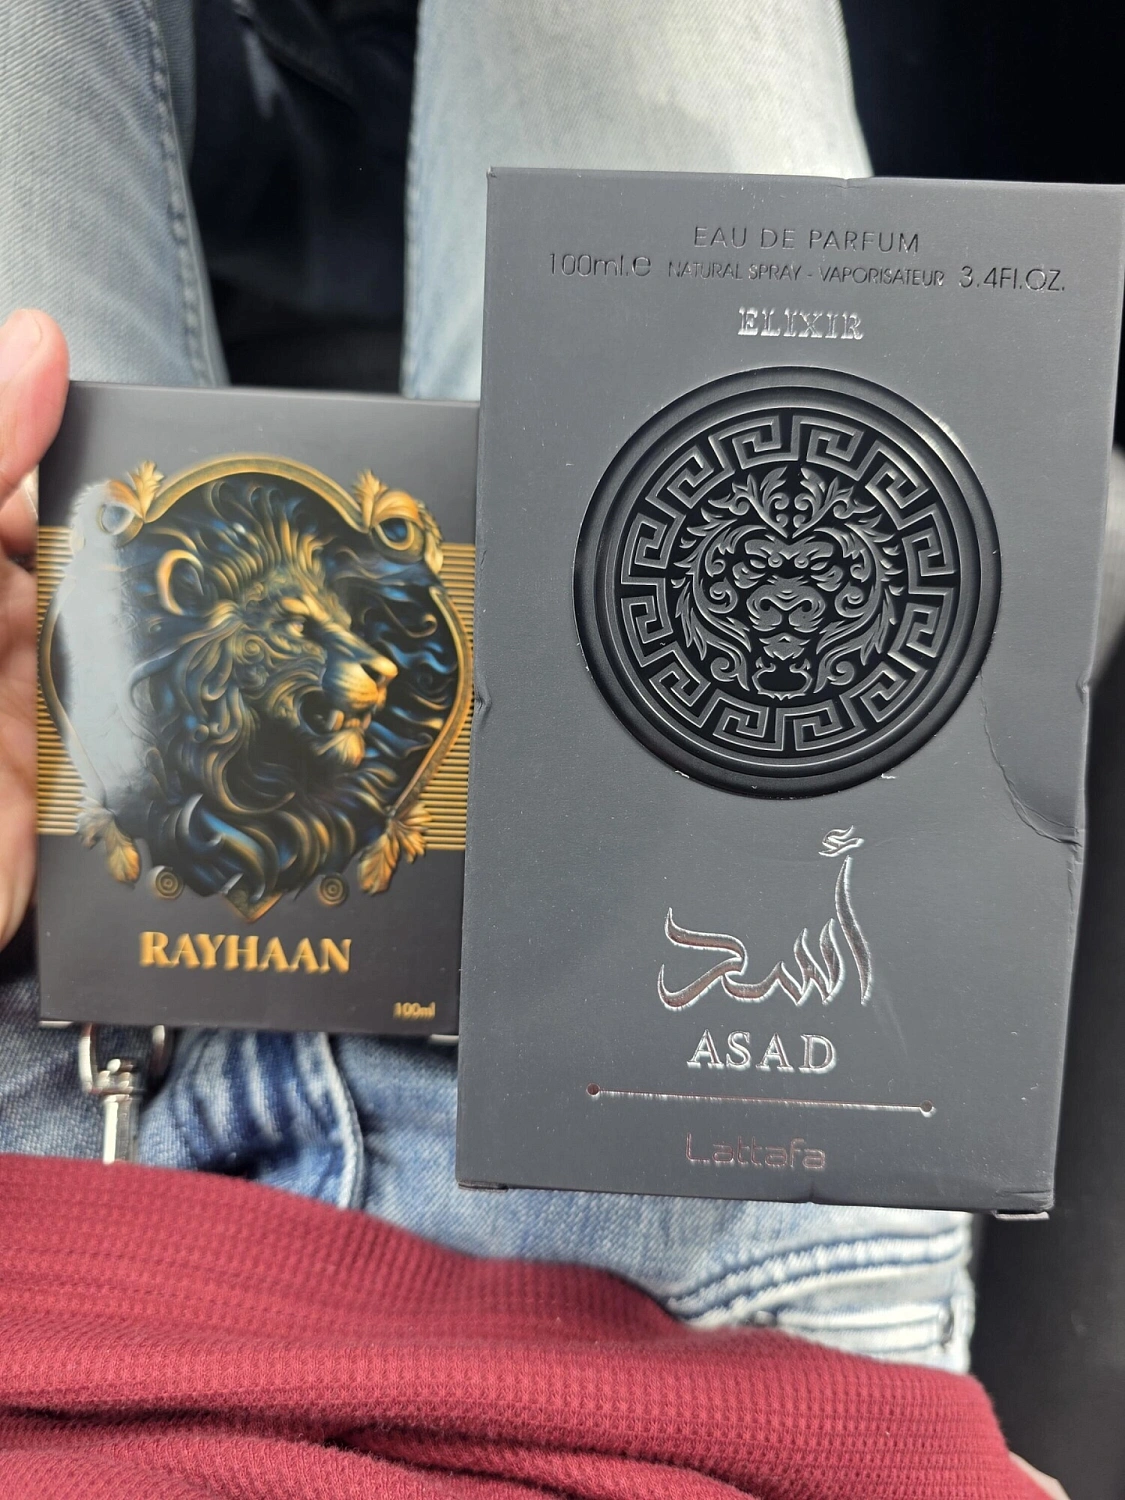 RAYHAAN
100ml
EAU DE PARFUM
100ml.e NATURAL SPRAY - VAPORISATEUR 3.4Fl.OZ.
ELIXIR
أسد
ASAD
Lattafa